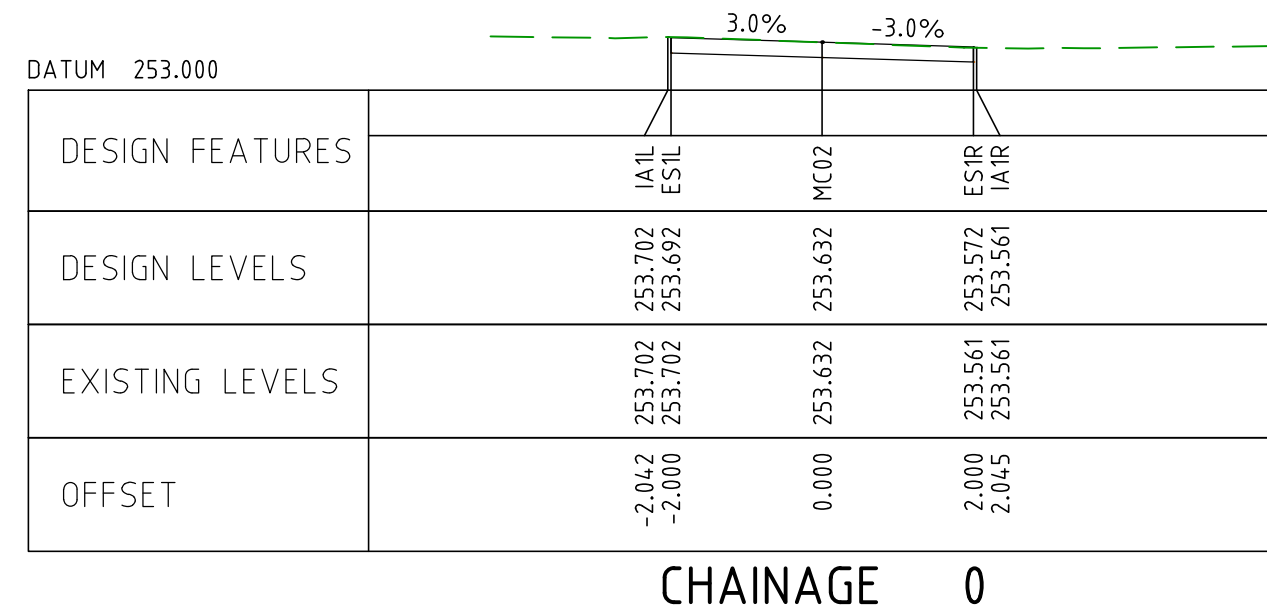 3.0% -3.0%
DATUM 253.000
DESIGN FEATURES IA1L ES1L MC02 ES1R IA1R
DESIGN LEVELS 253.702 253.692 253.632 253.572 253.561
EXISTING LEVELS 253.702 253.702 253.632 253.561 253.561
OFFSET -2.042 -2.000 0.000 2.000 2.045
CHAINAGE 0